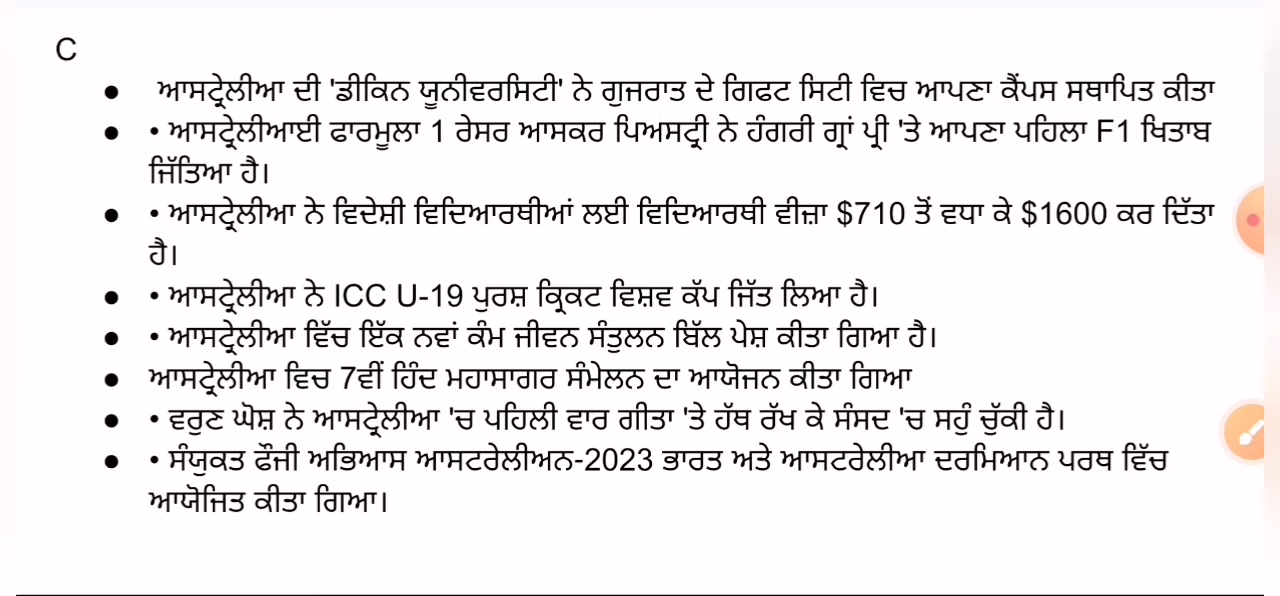 C
● ਆਸਟ੍ਰੇਲੀਆ ਦੀ 'ਡੀਕਿਨ ਯੂਨੀਵਰਸਿਟੀ' ਨੇ ਗੁਜਰਾਤ ਦੇ ਗਿਫਟ ਸਿਟੀ ਵਿਚ ਆਪਣਾ ਕੈਂਪਸ ਸਥਾਪਿਤ ਕੀਤਾ
● • ਆਸਟ੍ਰੇਲੀਆਈ ਫਾਰਮੂਲਾ 1 ਰੇਸਰ ਆਸਕਰ ਪਿਅਸਟ੍ਰੀ ਨੇ ਹੰਗਰੀ ਗ੍ਰਾਂ ਪ੍ਰੀ 'ਤੇ ਆਪਣਾ ਪਹਿਲਾ F1 ਖਿਤਾਬ
ਜਿੱਤਿਆ ਹੈ।
● • ਆਸਟ੍ਰੇਲੀਆ ਨੇ ਵਿਦੇਸ਼ੀ ਵਿਦਿਆਰਥੀਆਂ ਲਈ ਵਿਦਿਆਰਥੀ ਵੀਜ਼ਾ $710 ਤੋਂ ਵਧਾ ਕੇ $1600 ਕਰ ਦਿੱਤਾ
ਹੈ।
● • ਆਸਟ੍ਰੇਲੀਆ ਨੇ ICC U-19 ਪੁਰਸ਼ ਕ੍ਰਿਕਟ ਵਿਸ਼ਵ ਕੱਪ ਜਿੱਤ ਲਿਆ ਹੈ।
● • ਆਸਟ੍ਰੇਲੀਆ ਵਿੱਚ ਇੱਕ ਨਵਾਂ ਕੰਮ ਜੀਵਨ ਸੰਤੁਲਨ ਬਿੱਲ ਪੇਸ਼ ਕੀਤਾ ਗਿਆ ਹੈ।
● ਆਸਟ੍ਰੇਲੀਆ ਵਿਚ 7ਵੀਂ ਹਿੰਦ ਮਹਾਸਾਗਰ ਸੰਮੇਲਨ ਦਾ ਆਯੋਜਨ ਕੀਤਾ ਗਿਆ
● • ਵਰੁਣ ਘੋਸ਼ ਨੇ ਆਸਟ੍ਰੇਲੀਆ 'ਚ ਪਹਿਲੀ ਵਾਰ ਗੀਤਾ 'ਤੇ ਹੱਥ ਰੱਖ ਕੇ ਸੰਸਦ 'ਚ ਸਹੁੰ ਚੁੱਕੀ ਹੈ।
● • ਸੰਯੁਕਤ ਫੌਜੀ ਅਭਿਆਸ ਆਸਟਰੇਲੀਅਨ-2023 ਭਾਰਤ ਅਤੇ ਆਸਟਰੇਲੀਆ ਦਰਮਿਆਨ ਪਰਥ ਵਿੱਚ
ਆਯੋਜਿਤ ਕੀਤਾ ਗਿਆ।